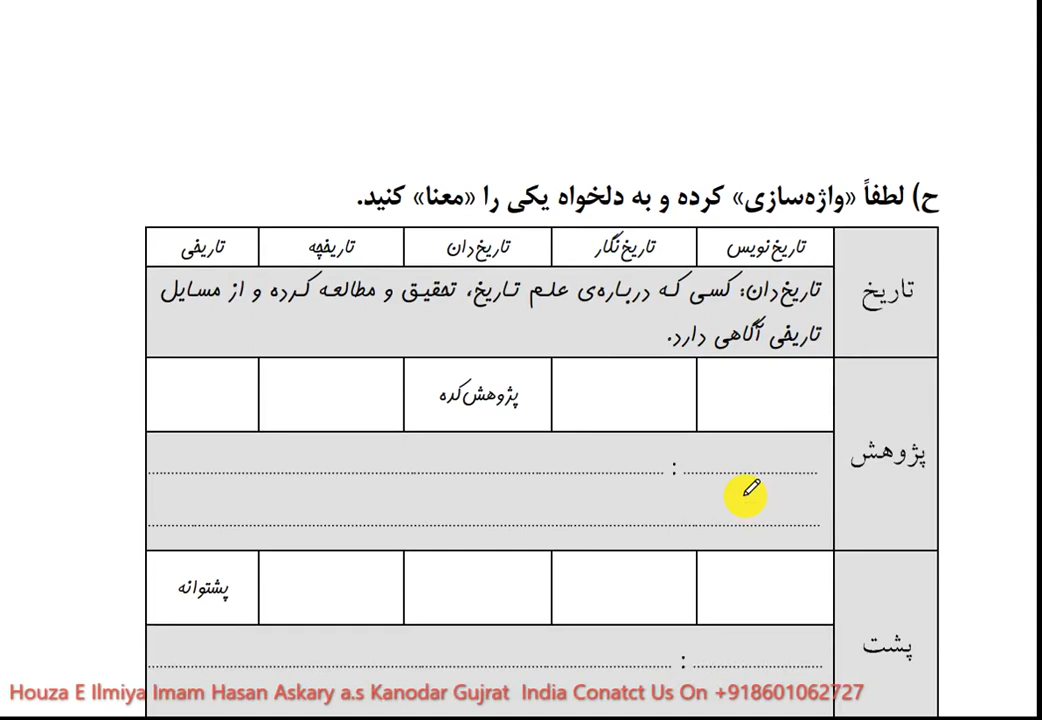 ح) لطفاً «واژه‌سازی» کرده و به دلخواه یکی را «معنا» کنید.
تاریخ
تاریخ‌نویس تاریخ‌نگار تاریخ‌دان تاریخچه تاریخی
تاریخ‌دان: کسی که درباره‌ی علم تاریخ، تحقیق و مطالعه کرده و از مسایل
تاریخی آگاهی دارد.
پژوهش
پژوهش‌کده
:
پشت
پشتوانه
:
Houza E Ilmiya Imam Hasan Askary a.s Kanodar Gujrat India Conatct Us On +918601062727